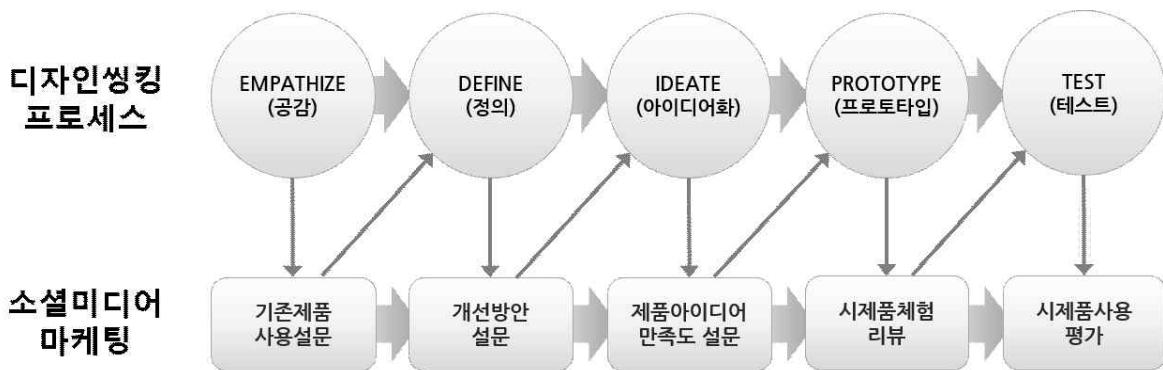 디자인씽킹
프로세스
EMPATHIZE
(공감)
DEFINE
(정의)
IDEATE
(아이디어화)
PROTOTYPE
(프로토타입)
TEST
(테스트)
소셜미디어
마케팅
기존제품
사용설문
개선방안
설문
제품아이디어
만족도 설문
시제품체험
리뷰
시제품사용
평가